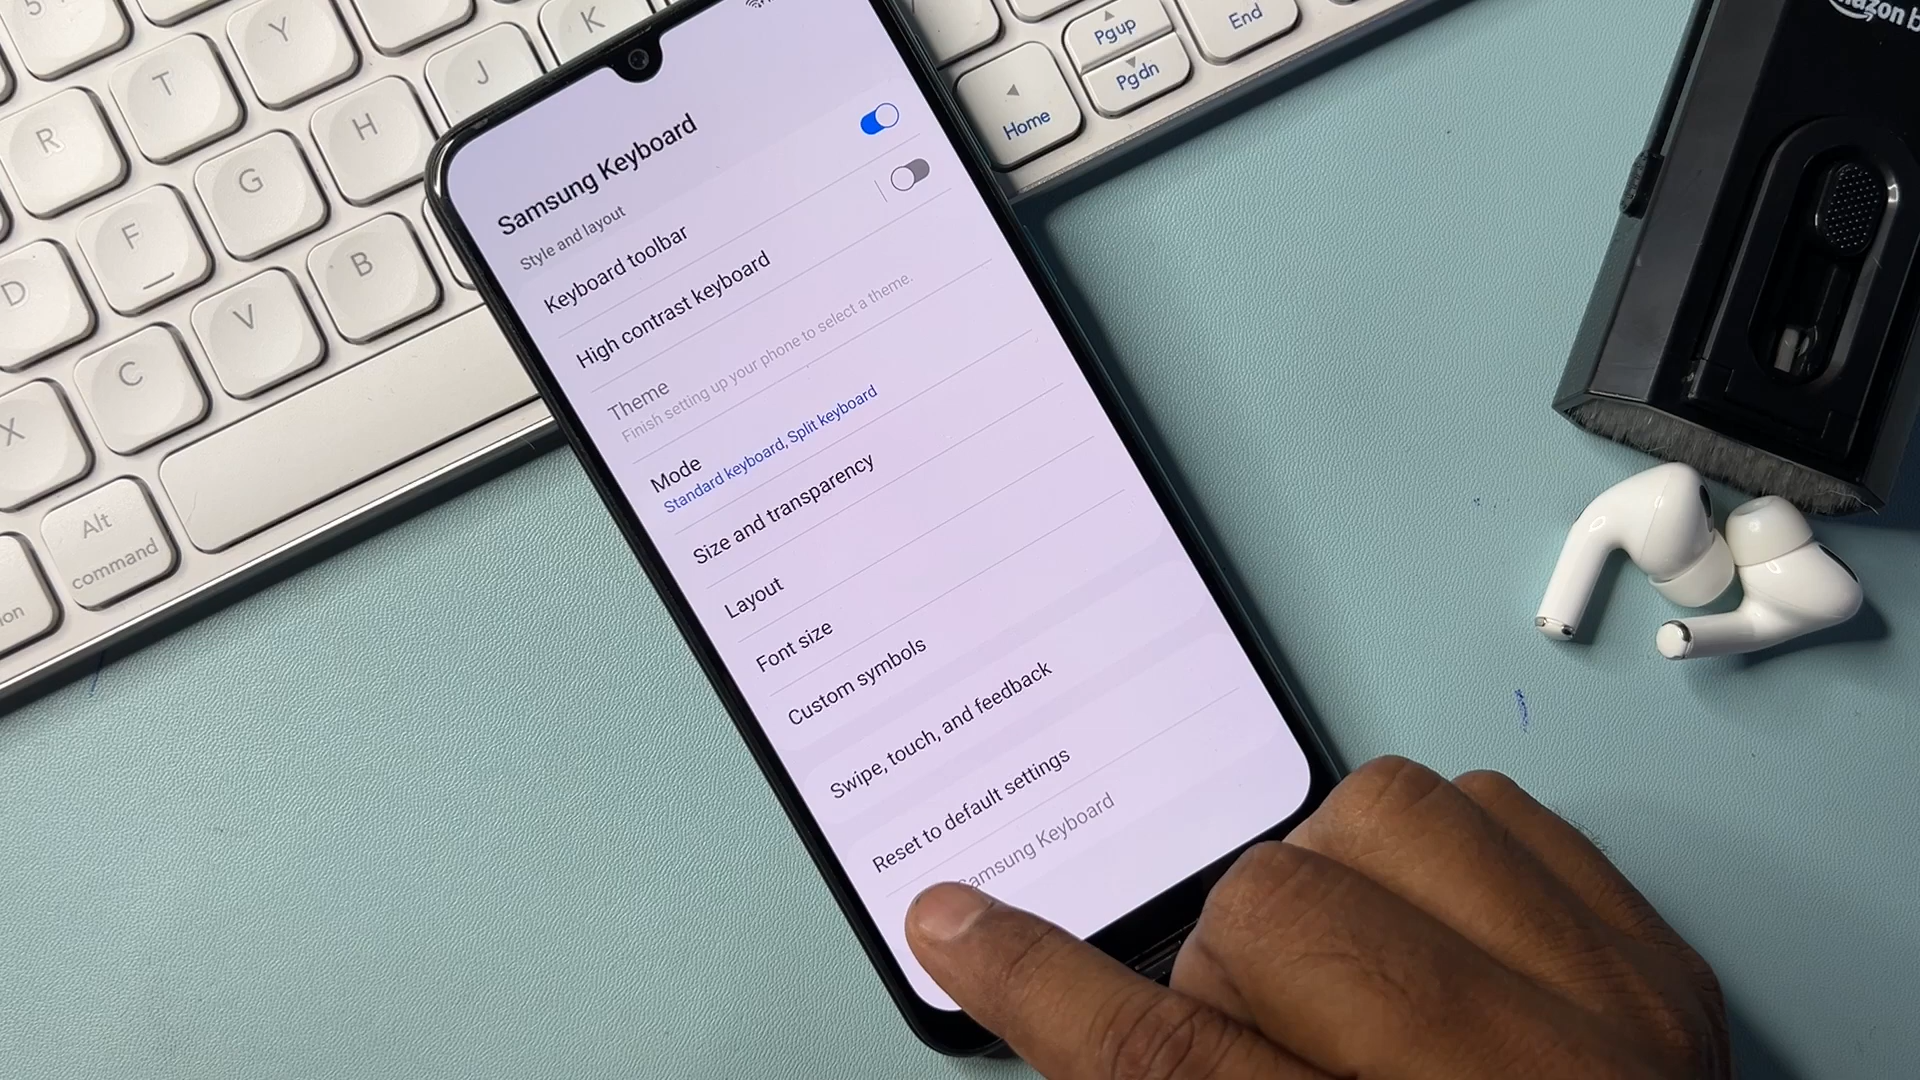 Samsung Keyboard
Style and layout
Keyboard toolbar
High contrast keyboard
Theme
Finish setting up your phone to select a theme.
Mode
Standard keyboard, Split keyboard
Size and transparency
Layout
Font size
Custom symbols
Swipe, touch, and feedback
Reset to default settings
Samsung Keyboard
5
Y
K
T
J
R
H
G
F
D
B
V
C
X
Alt
command
Pgup
Pgdn
End
Home